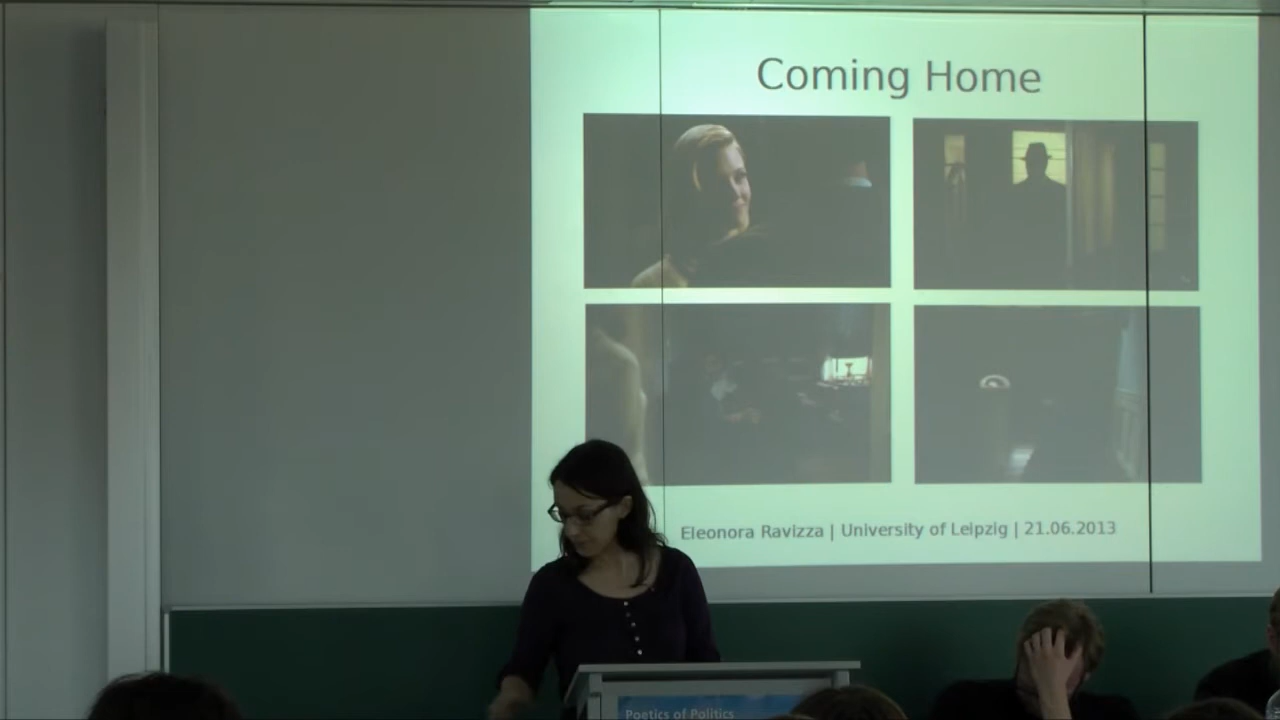 Coming Home
Eleonora Ravizza | University of Leipzig | 21.06.2013
Poetics of Politics